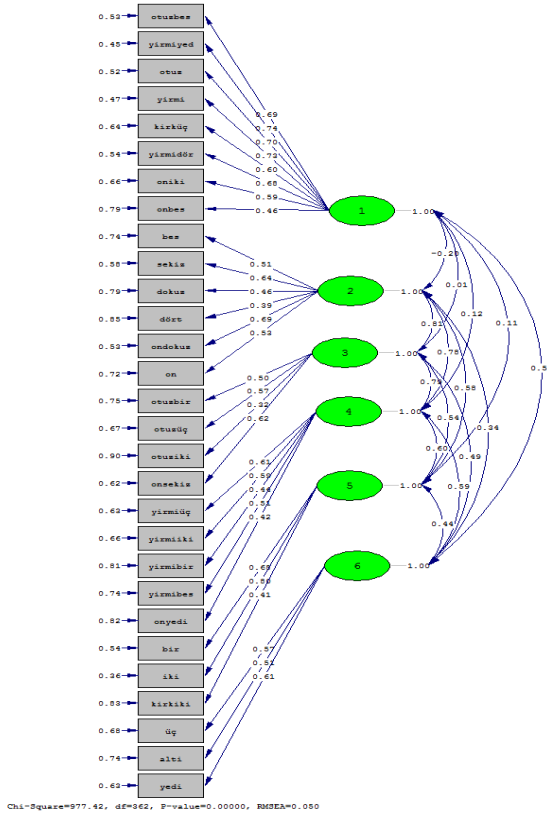 0.53 otuzbes
0.45 yirmiyed
0.52 otuz
0.47 yirmi
0.64 kirküç
0.54 yirmidör
0.66 oniki
0.79 onbes
0.74 bes
0.58 sekiz
0.79 dokuz
0.85 dört
0.53 ondokuz
0.72 on
0.75 otuzbir
0.67 otuzüç
0.90 otuziki
0.62 onsekiz
0.63 yirmiüç
0.66 yirmiiki
0.81 yirmibir
0.74 yirmibes
0.82 onyedi
0.54 bir
0.36 iki
0.83 kirkiki
0.68 üç
0.74 alti
0.63 yedi
0.69
0.74
0.70
0.73
0.60
0.68
0.59
0.46
0.51
0.64
0.46
0.39
0.69
0.53
0.50
0.57
0.32
0.62
0.61
0.44
0.51
0.42
0.80
0.41
0.57
0.51
0.61
1 1.00
2 1.00
3 1.00
4 1.00
5 1.00
6 1.00
0.01
0.12
0.11
0.5
0.81
0.58
0.34
0.54
0.49
0.60
0.59
0.44
Chi-Square=977.42, df=362, P-value=0.00000, RMSEA=0.050